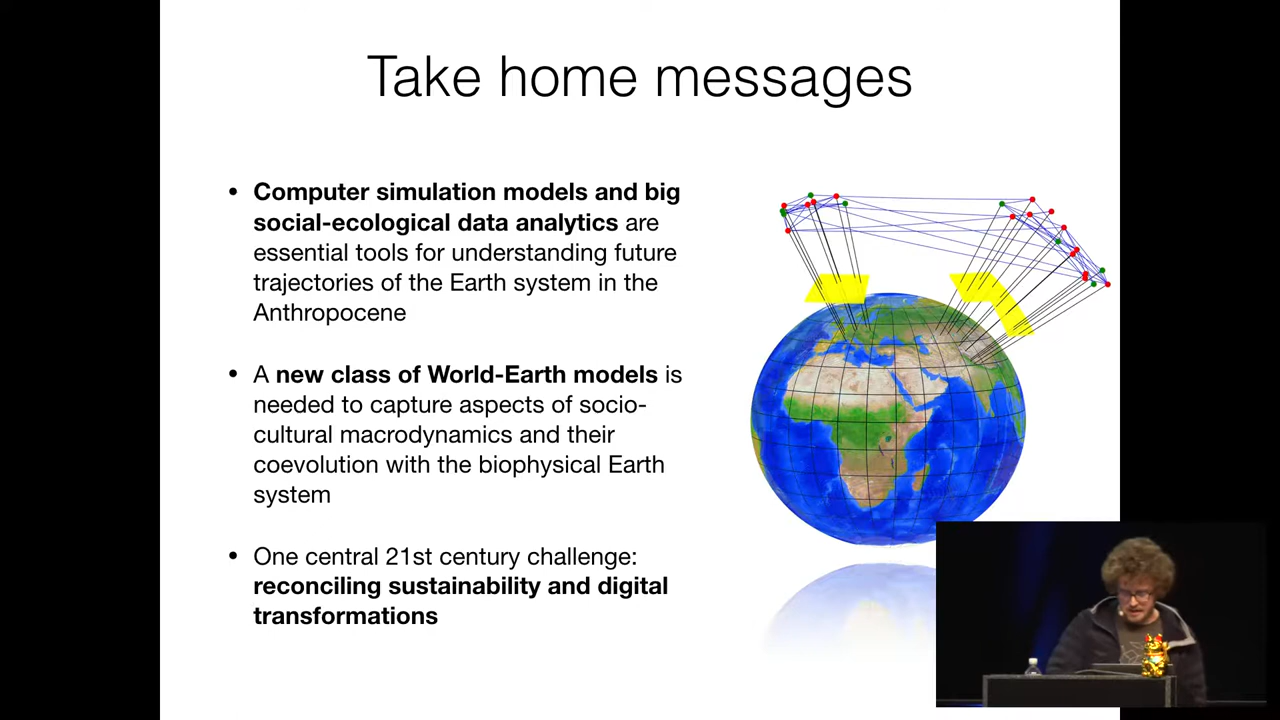 Take home messages
• Computer simulation models and big
social-ecological data analytics are
essential tools for understanding future
trajectories of the Earth system in the
Anthropocene
• A new class of World-Earth models is
needed to capture aspects of socio-
cultural macrodynamics and their
coevolution with the biophysical Earth
system
• One central 21st century challenge:
reconciling sustainability and digital
transformations